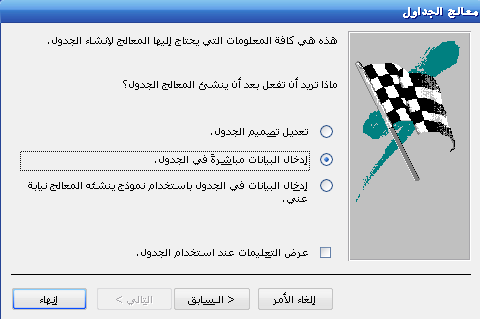 معالج الجداول
هذه هي كافة المعلومات التي يحتاج إليها المعالج لإنشاء الجدول.
ماذا تريد أن تفعل بعد أن ينشئ المعالج الجدول؟
تعديل تصميم الجدول.
إدخال البيانات مباشرة في الجدول.
إدخال البيانات في الجدول باستخدام نموذج ينشئه المعالج نيابة
عني.
عرض التعليمات عند استخدام الجدول.
إلغاء الأمر
< السابق
التالي >
إنهاء